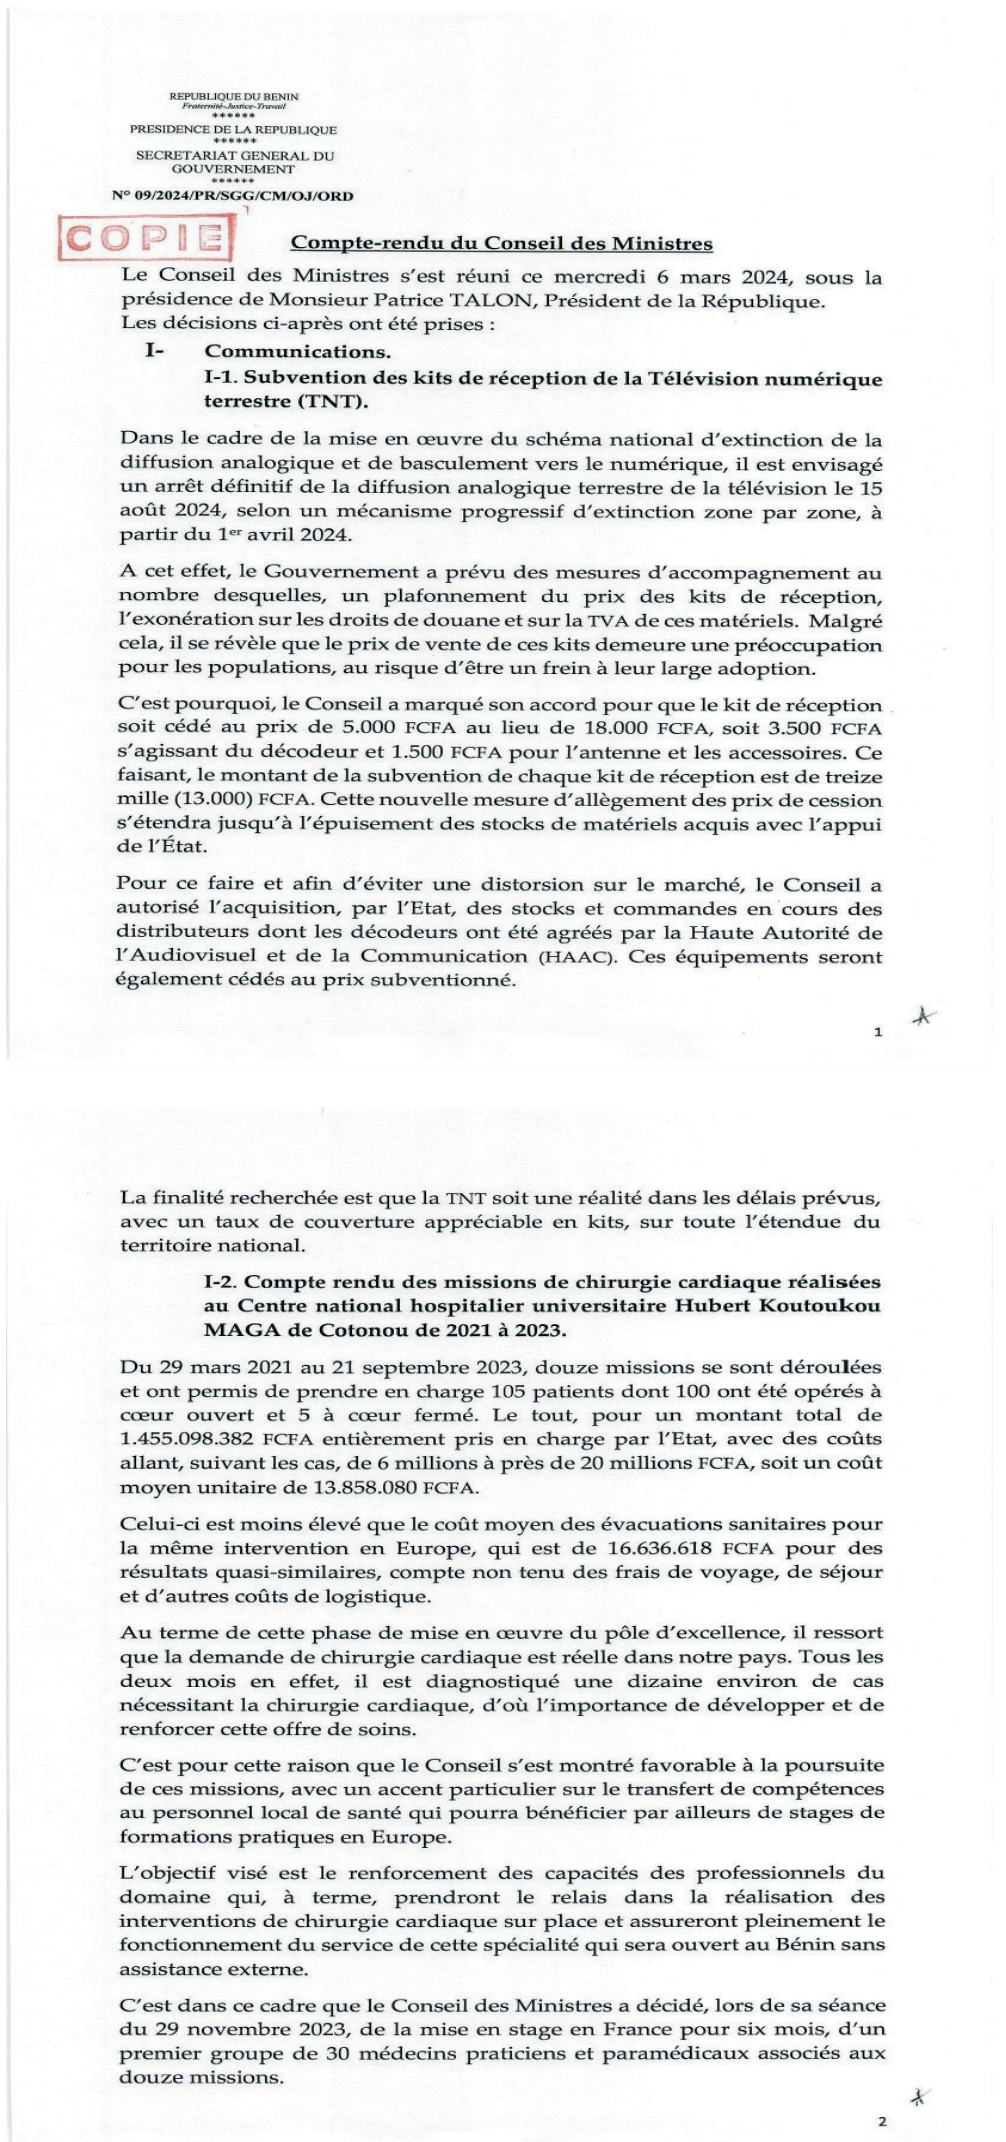 REPUBLIQUE DU BENIN
Fraternité-Justice-Travail
******
PRESIDENCE DE LA REPUBLIQUE
******
SECRETARIAT GENERAL DU
GOUVERNEMENT
******
N° 09/2024/PR/SGG/CM/OJ/ORD
COPIE
Compte-rendu du Conseil des Ministres
Le Conseil des Ministres s'est réuni ce mercredi 6 mars 2024, sous la
présidence de Monsieur Patrice TALON, Président de la République.
Les décisions ci-après ont été prises :
I- Communications.
I-1. Subvention des kits de réception de la Télévision numérique
terrestre (TNT).
Dans le cadre de la mise en œuvre du schéma national d'extinction de la
diffusion analogique et de basculement vers le numérique, il est envisagé
un arrêt définitif de la diffusion analogique terrestre de la télévision le 15
août 2024, selon un mécanisme progressif d'extinction zone par zone, à
partir du 1er avril 2024.
A cet effet, le Gouvernement a prévu des mesures d'accompagnement au
nombre desquelles, un plafonnement du prix des kits de réception,
l'exonération sur les droits de douane et sur la TVA de ces matériels. Malgré
cela, il se révèle que le prix de vente de ces kits demeure une préoccupation
pour les populations, au risque d'être un frein à leur large adoption.
C'est pourquoi, le Conseil a marqué son accord pour que le kit de réception
soit cédé au prix de 5.000 FCFA au lieu de 18.000 FCFA, soit 3.500 FCFA
s'agissant du décodeur et 1.500 FCFA pour l'antenne et les accessoires. Ce
faisant, le montant de la subvention de chaque kit de réception est de treize
mille (13.000) FCFA. Cette nouvelle mesure d'allègement des prix de cession
s'étendra jusqu'à l'épuisement des stocks de matériels acquis avec l'appui
de l'État.
Pour ce faire et afin d'éviter une distorsion sur le marché, le Conseil a
autorisé l'acquisition, par l'Etat, des stocks et commandes en cours des
distributeurs dont les décodeurs ont été agréés par la Haute Autorité de
l'Audiovisuel et de la Communication (HAAC). Ces équipements seront
également cédés au prix subventionné.
1
La finalité recherchée est que la TNT soit une réalité dans les délais prévus,
avec un taux de couverture appréciable en kits, sur toute l'étendue du
territoire national.
I-2. Compte rendu des missions de chirurgie cardiaque réalisées
au Centre national hospitalier universitaire Hubert Koutoukou
MAGA de Cotonou de 2021 à 2023.
Du 29 mars 2021 au 21 septembre 2023, douze missions se sont déroulées
et ont permis de prendre en charge 105 patients dont 100 ont été opérés à
cœur ouvert et 5 à cœur fermé. Le tout, pour un montant total de
1.455.098.382 FCFA entièrement pris en charge par l'Etat, avec des coûts
allant, suivant les cas, de 6 millions à près de 20 millions FCFA, soit un coût
moyen unitaire de 13.858.080 FCFA.
Celui-ci est moins élevé que le coût moyen des évacuations sanitaires pour
la même intervention en Europe, qui est de 16.636.618 FCFA pour des
résultats quasi-similaires, compte non tenu des frais de voyage, de séjour
et d'autres coûts de logistique.
Au terme de cette phase de mise en œuvre du pôle d'excellence, il ressort
que la demande de chirurgie cardiaque est réelle dans notre pays. Tous les
deux mois en effet, il est diagnostiqué une dizaine environ de cas
nécessitant la chirurgie cardiaque, d'où l'importance de développer et de
renforcer cette offre de soins.
C'est pour cette raison que le Conseil s'est montré favorable à la poursuite
de ces missions, avec un accent particulier sur le transfert de compétences
au personnel local de santé qui pourra bénéficier par ailleurs de stages de
formations pratiques en Europe.
L'objectif visé est le renforcement des capacités des professionnels du
domaine qui, à terme, prendront le relais dans la réalisation des
interventions de chirurgie cardiaque sur place et assureront pleinement le
fonctionnement du service de cette spécialité qui sera ouvert au Bénin sans
assistance externe.
C'est dans ce cadre que le Conseil des Ministres a décidé, lors de sa séance
du 29 novembre 2023, de la mise en stage en France pour six mois, d'un
premier groupe de 30 médecins praticiens et paramédicaux associés aux
douze missions.
2